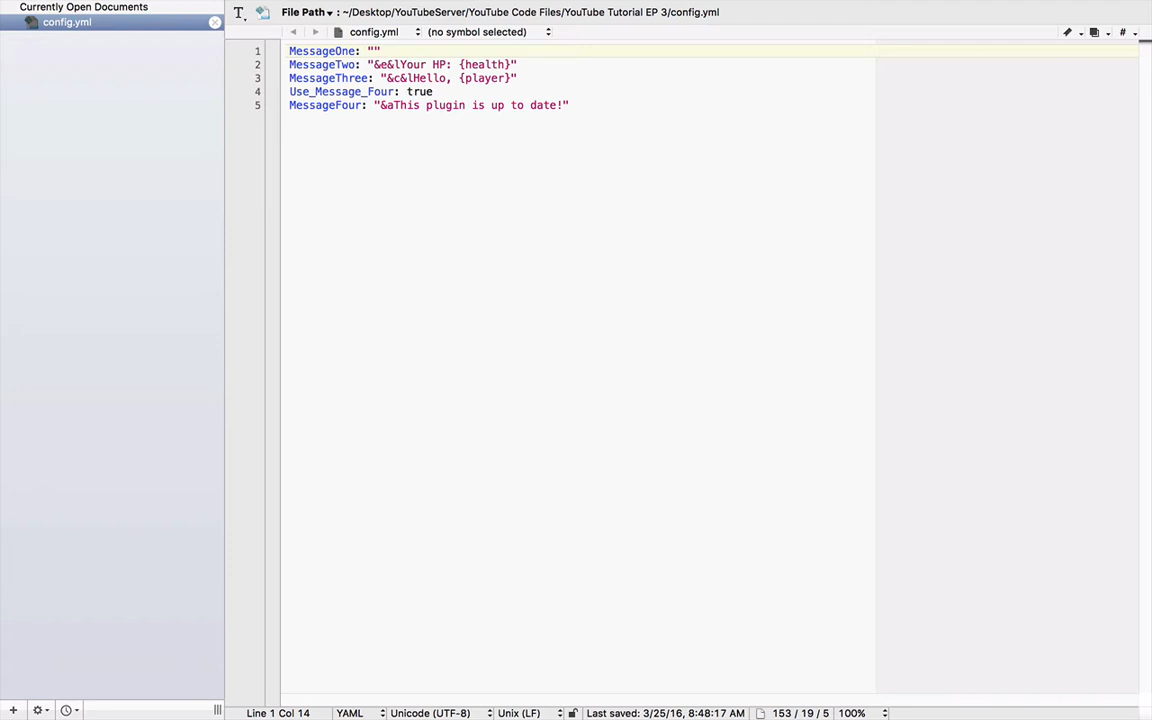 Currently Open Documents
config.yml
File Path : ~/Desktop/YouTubeServer/YouTube Code Files/YouTube Tutorial EP 3/config.yml
config.yml (no symbol selected) #
1 MessageOne: ""
2 MessageTwo: "&e&lYour HP: {health}"
3 MessageThree: "&c&lHello, {player}"
4 Use_Message_Four: true
5 MessageFour: "&aThis plugin is up to date!"
Line 1 Col 14 YAML Unicode (UTF-8) Unix (LF) Last saved: 3/25/16, 8:48:17 AM 153 / 19 / 5 100%